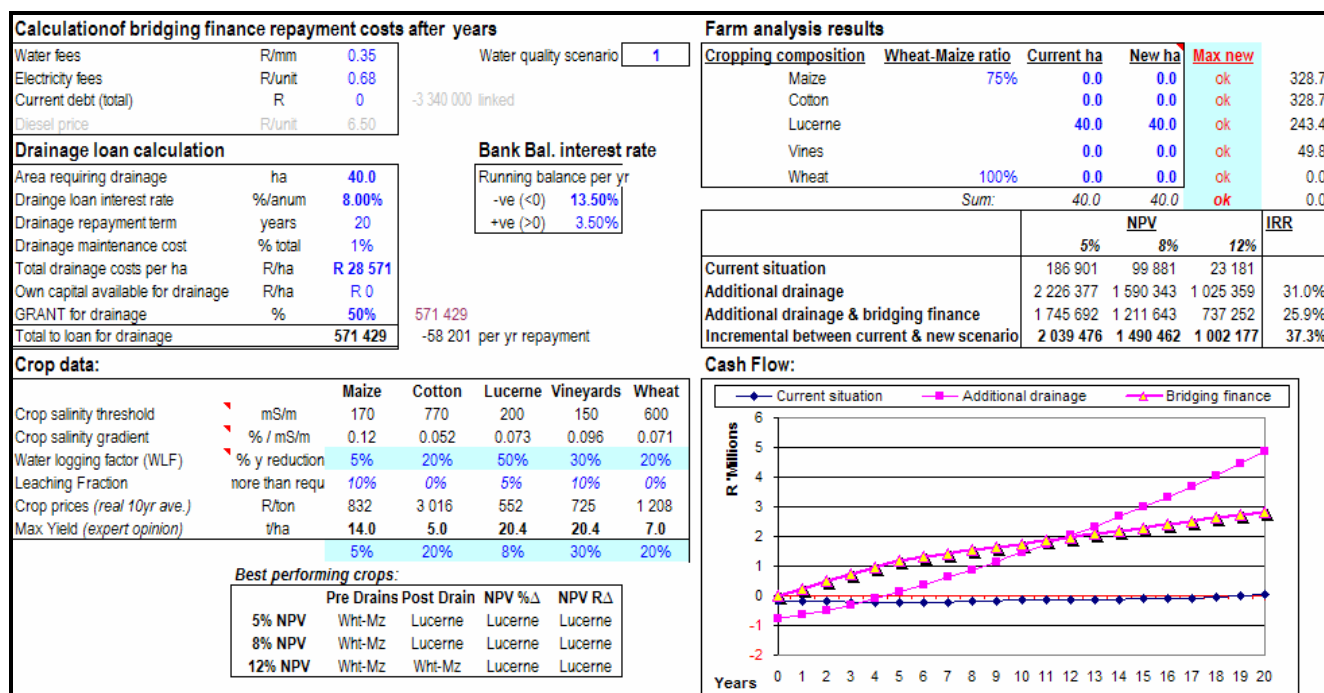 Calculationof bridging finance repayment costs after years
Water fees R/mm 0.35 Water quality scenario 1
Electricity fees R/unit 0.68
Current debt (total) R 0 -3 340 000 linked
Diesel price R/unit 6.50
Drainage loan calculation Bank Bal. interest rate
Area requiring drainage ha 40.0 Running balance per yr
Drainge loan interest rate %/anum 8.00% -ve (<0) 13.50%
Drainage repayment term years 20 +ve (>0) 3.50%
Drainage maintenance cost % total 1%
Total drainage costs per ha R/ha R 28 571
Own capital available for drainage R/ha R 0
GRANT for drainage % 50% 571 429
Total to loan for drainage 571 429 -58 201 per yr repayment
Crop data:
Maize Cotton Lucerne Vineyards Wheat
Crop salinity threshold mS/m 170 770 200 150 600
Crop salinity gradient % / mS/m 0.12 0.052 0.073 0.096 0.071
Water logging factor (WLF) % y reduction 5% 20% 50% 30% 20%
Leaching Fraction nore than requ 10% 0% 5% 10% 0%
Crop prices (real 10yr ave.) R/ton 832 3 016 552 725 1 208
Max Yield (expert opinion) t/ha 14.0 5.0 20.4 20.4 7.0
5% 20% 8% 30% 20%
Best performing crops:
Pre Drains Post Drain NPV %Δ NPV RΔ
5% NPV Wht-Mz Lucerne Lucerne Lucerne
8% NPV Wht-Mz Lucerne Lucerne Lucerne
12% NPV Wht-Mz Wht-Mz Lucerne Lucerne
Farm analysis results
Cropping composition Wheat-Maize ratio Current ha New ha Max new
Maize 75% 0.0 0.0 ok 328.7
Cotton 0.0 0.0 ok 328.7
Lucerne 40.0 40.0 ok 243.4
Vines 0.0 0.0 ok 49.8
Wheat 100% 0.0 0.0 ok 0.0
Sum: 40.0 40.0 ok 0.0
NPV IRR
5% 8% 12%
Current situation 186 901 99 881 23 181
Additional drainage 2 226 377 1 590 343 1 025 359 31.0%
Additional drainage & bridging finance 1 745 692 1 211 643 737 252 25.9%
Incremental between current & new scenario 2 039 476 1 490 462 1 002 177 37.3%
Cash Flow:
Current situation Additional drainage Bridging finance
R 'Millions
6
5
4
3
2
1
0
-1
-2
Years 0 1 2 3 4 5 6 7 8 9 10 11 12 13 14 15 16 17 18 19 20